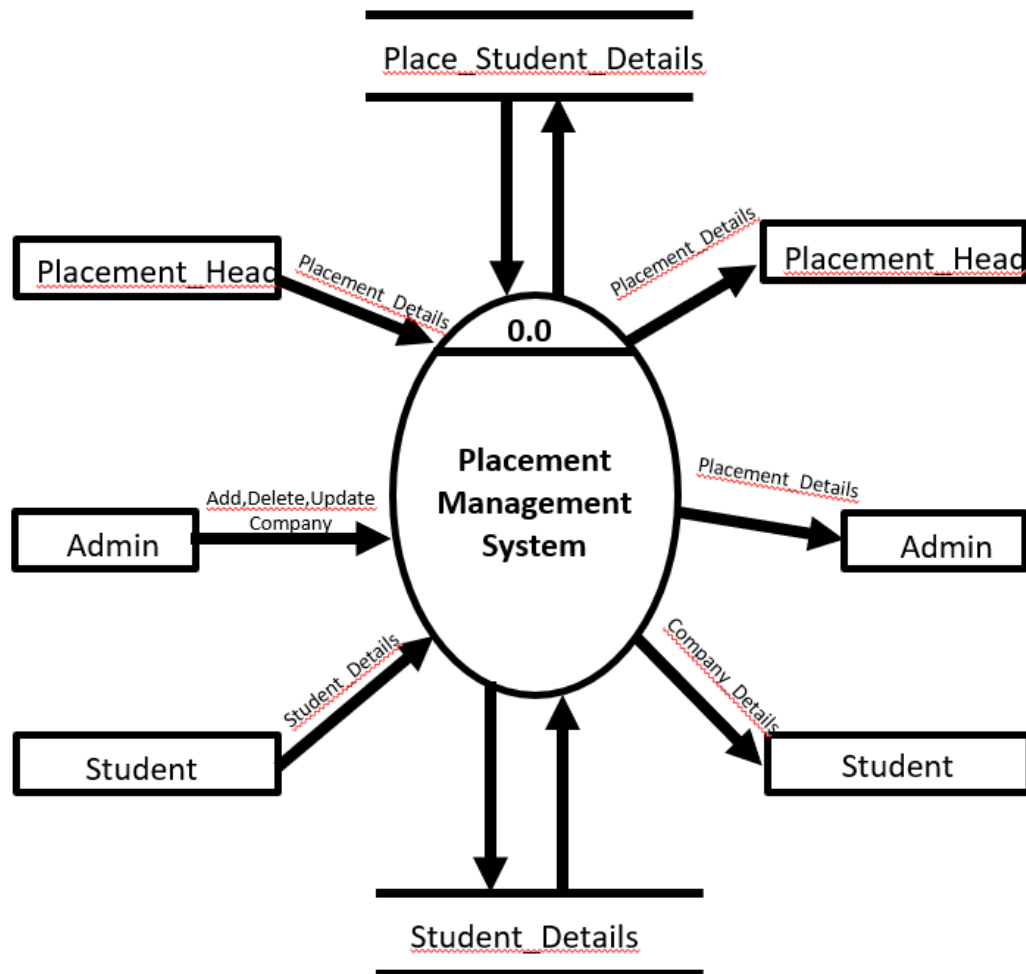 Place_Student_Details
Placement_Head
Placement_Details
Placement_Details
Placement_Head
0.0
Placement
Management
System
Add,Delete,Update
Company
Admin
Placement_Details
Admin
Student_Details
Student
Company_Details
Student
Student_Details